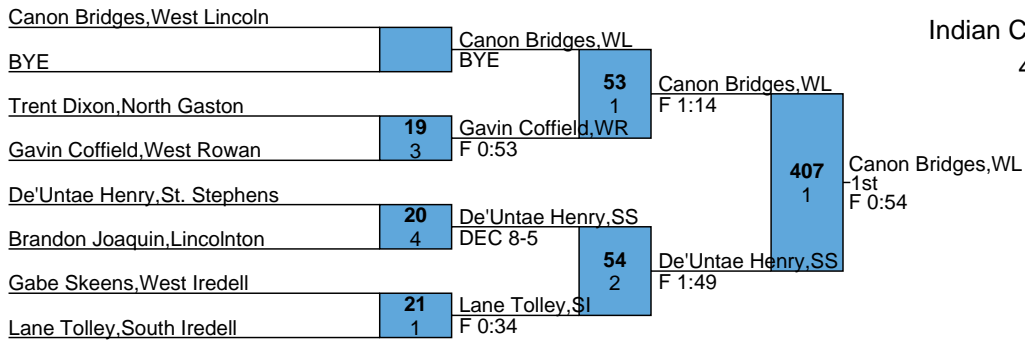 Canon Bridges,West Lincoln
BYE
Canon Bridges,WL
BYE
Trent Dixon,North Gaston
Gavin Coffield,West Rowan
19
3
Gavin Coffield,WR
F 0:53
53
1
Canon Bridges,WL
F 1:14
De'Untae Henry,St. Stephens
Brandon Joaquin,Lincolnton
20
4
De'Untae Henry,SS
DEC 8-5
Gabe Skeens,West Iredell
Lane Tolley,South Iredell
21
1
Lane Tolley,SI
F 0:34
54
2
De'Untae Henry,SS
F 1:49
407
1
Canon Bridges,WL
1st
F 0:54
Indian C